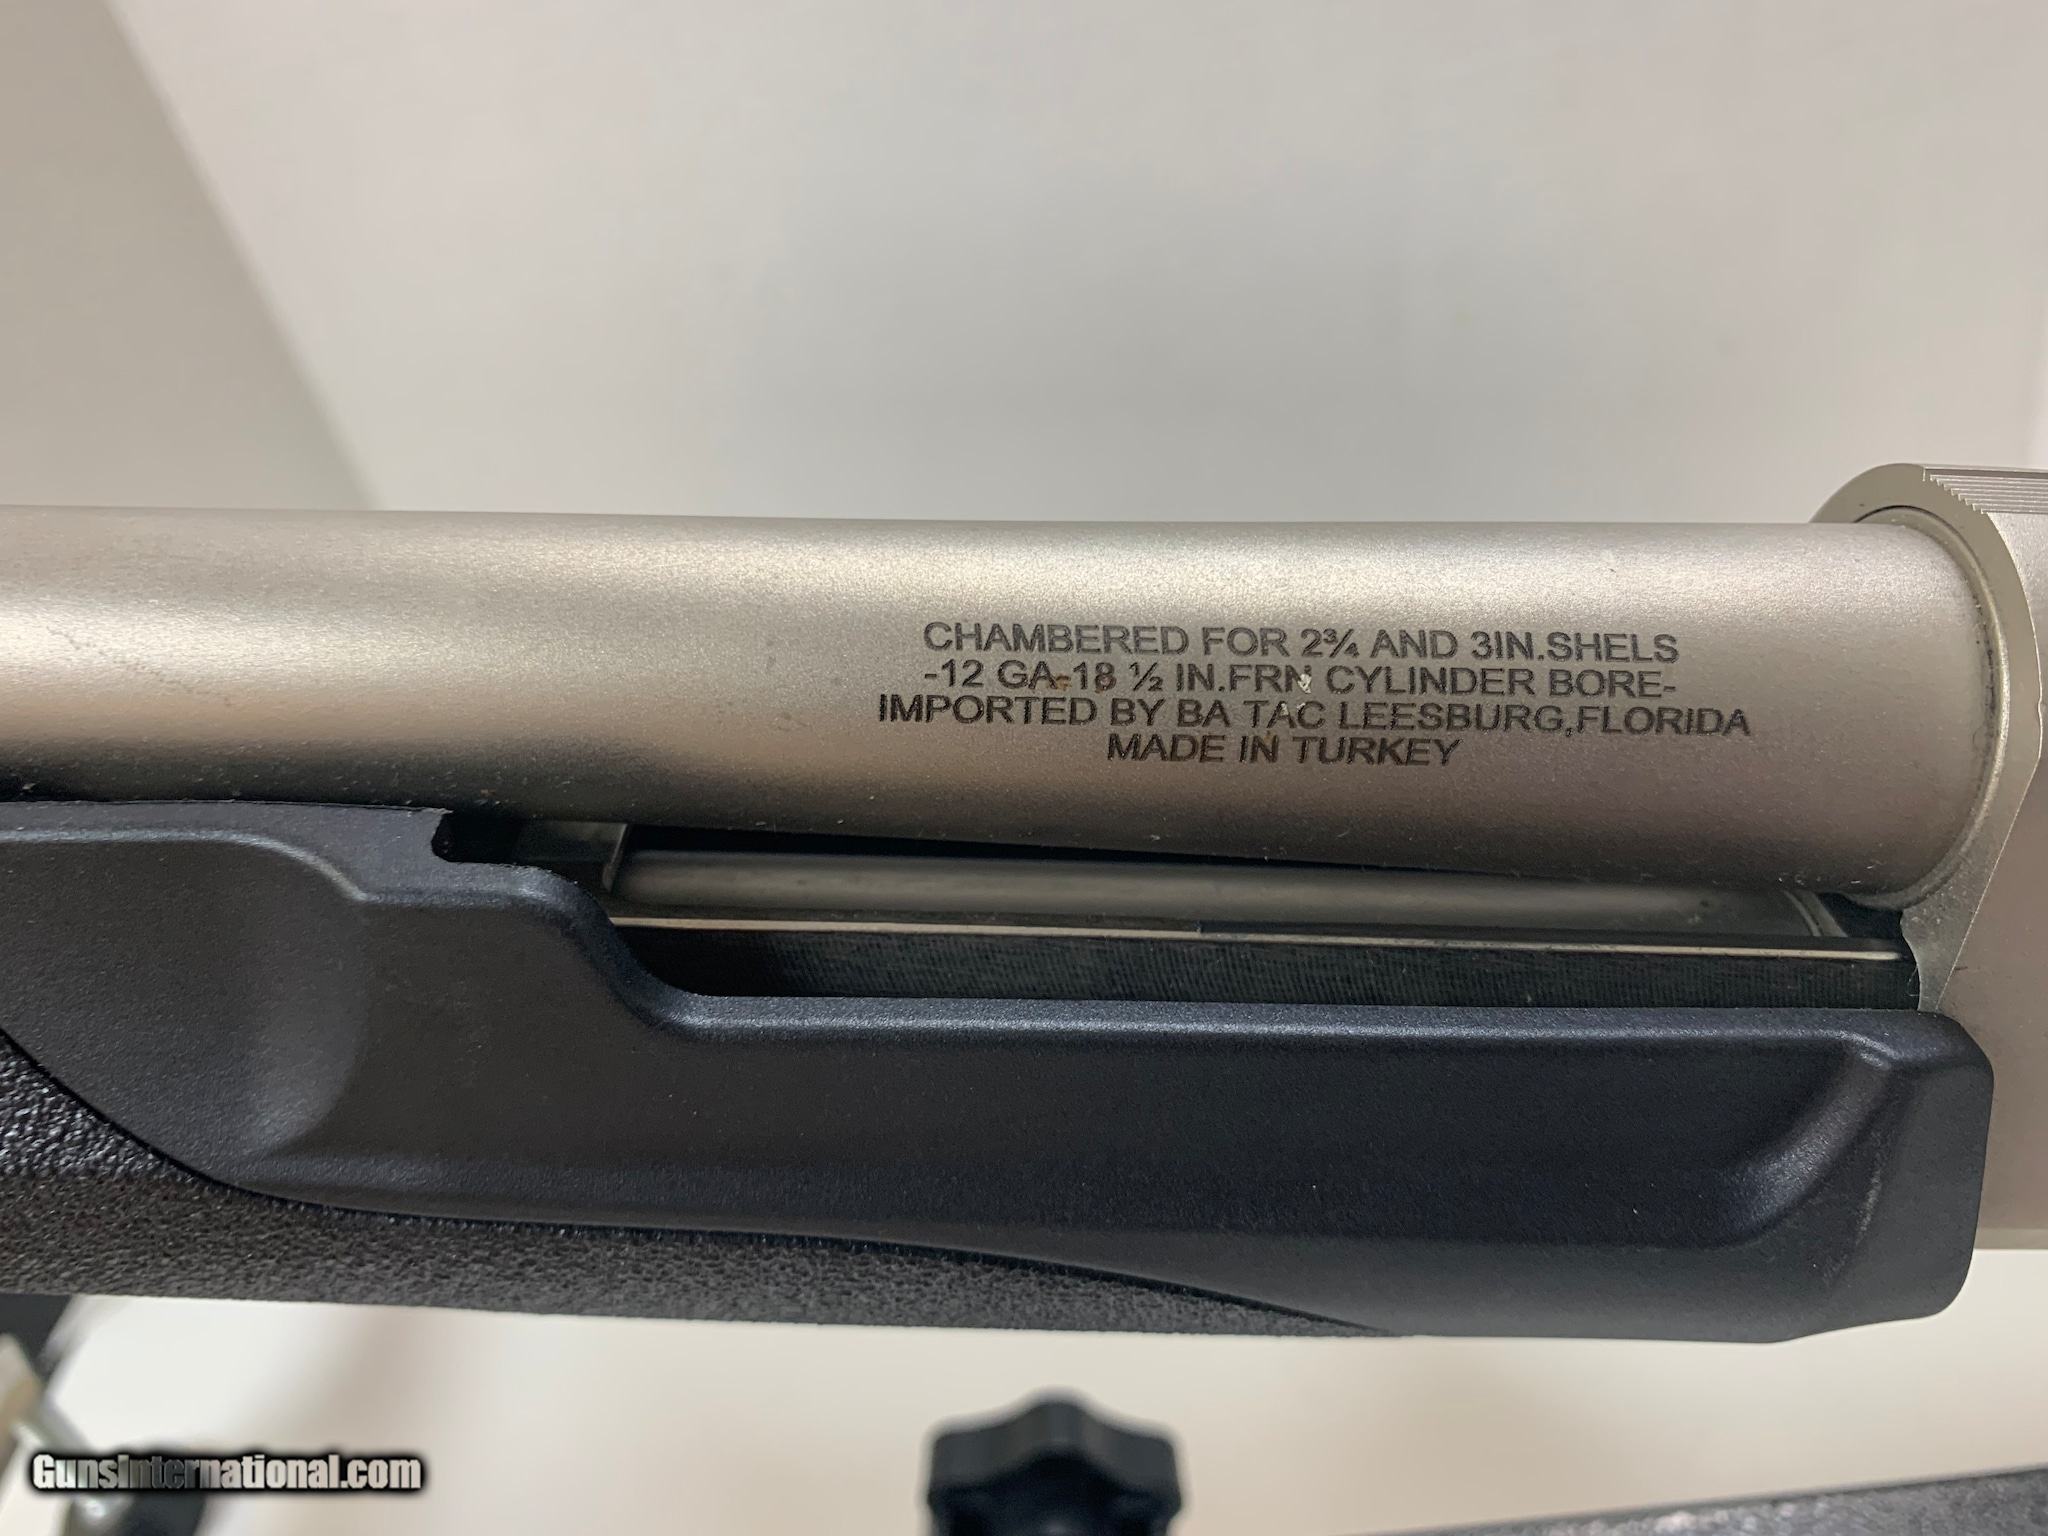 CHAMBERED FOR 2¾ AND 3IN.SHELS
-12 GA-18 ½ IN.FRN CYLINDER BORE-
IMPORTED BY BA TAC LEESBURG,FLORIDA
MADE IN TURKEY
GunsInternational.com